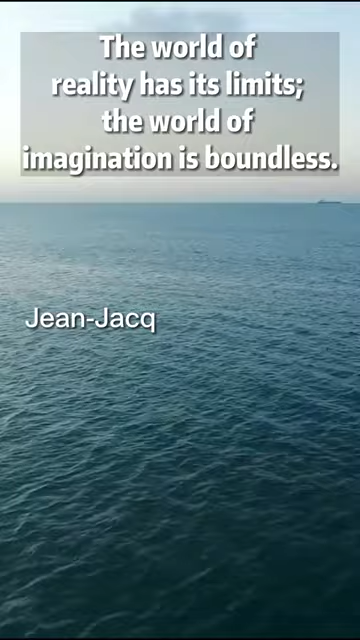 The world of
reality has its limits;
the world of
imagination is boundless.
Jean-Jacq